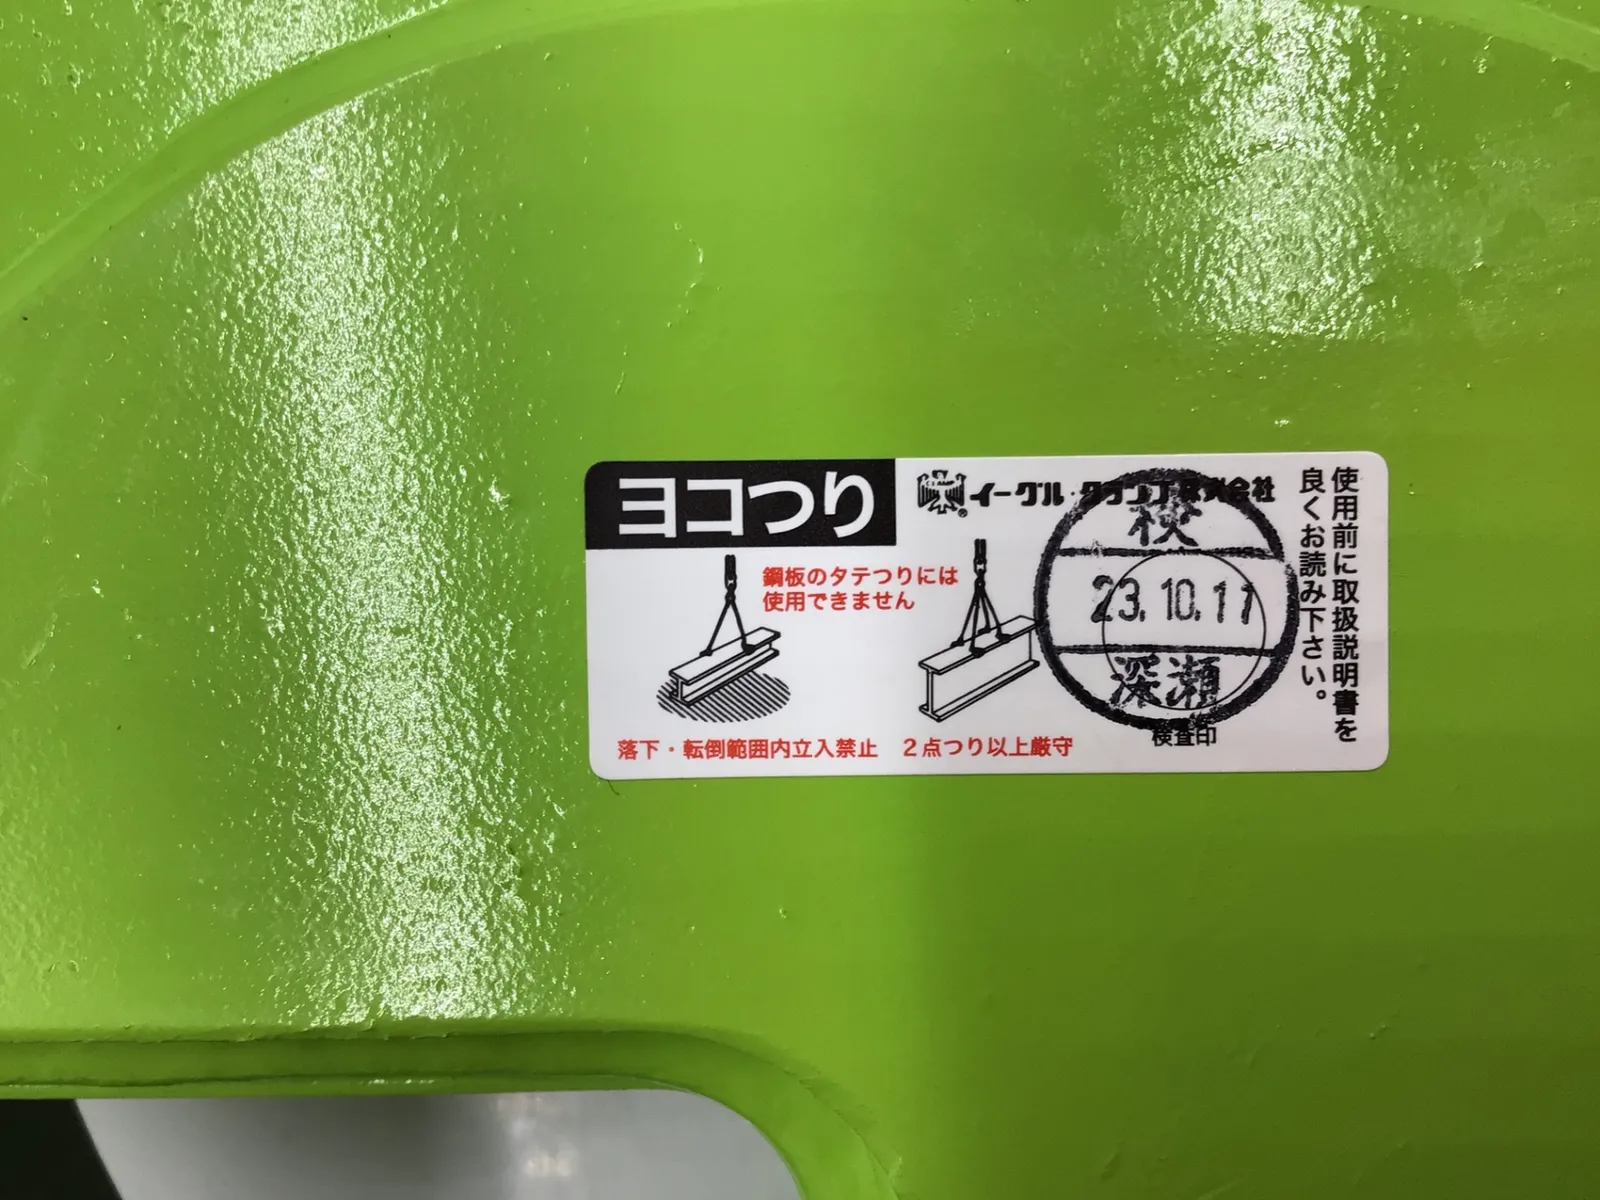 ヨコつり
CLAMP
イーグル・クランプ株式会社
鋼板のタテつりには
使用できません
落下・転倒範囲内立入禁止 2点つり以上厳守
検
23.10.11
深瀬
検査印
使用前に取扱説明書を
良くお読み下さい。